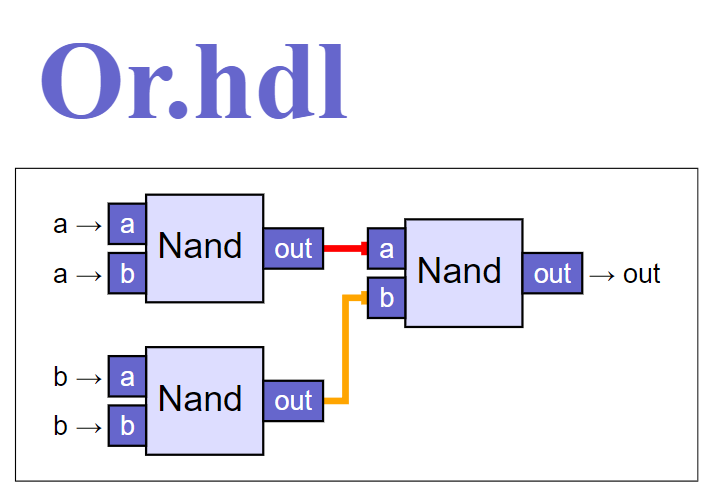 Or.hdl
a → a
Nand
out
a → b
a
Nand
out → out
b
b → a
Nand
out
b → b